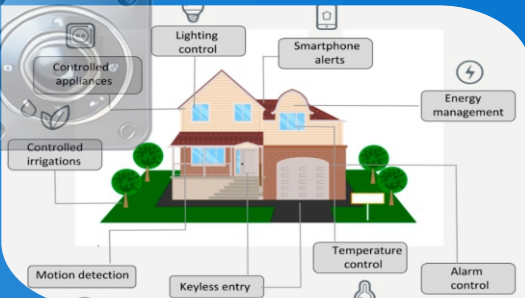 Lighting
control
Smartphone
alerts
Controlled
appliances
Energy
management
Controlled
irrigations
Temperature
control
Motion detection
Keyless entry
Alarm
control